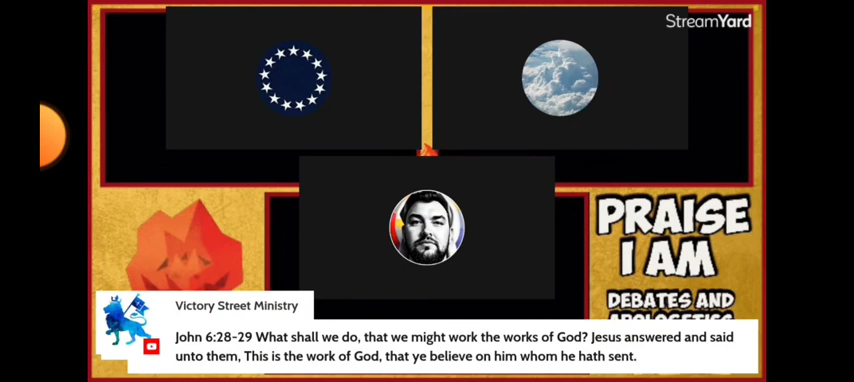 StreamYard
PRAISE
I AM
DEBATES AND
APOLOGETICS
Victory Street Ministry
John 6:28-29 What shall we do, that we might work the works of God? Jesus answered and said
unto them, This is the work of God, that ye believe on him whom he hath sent.